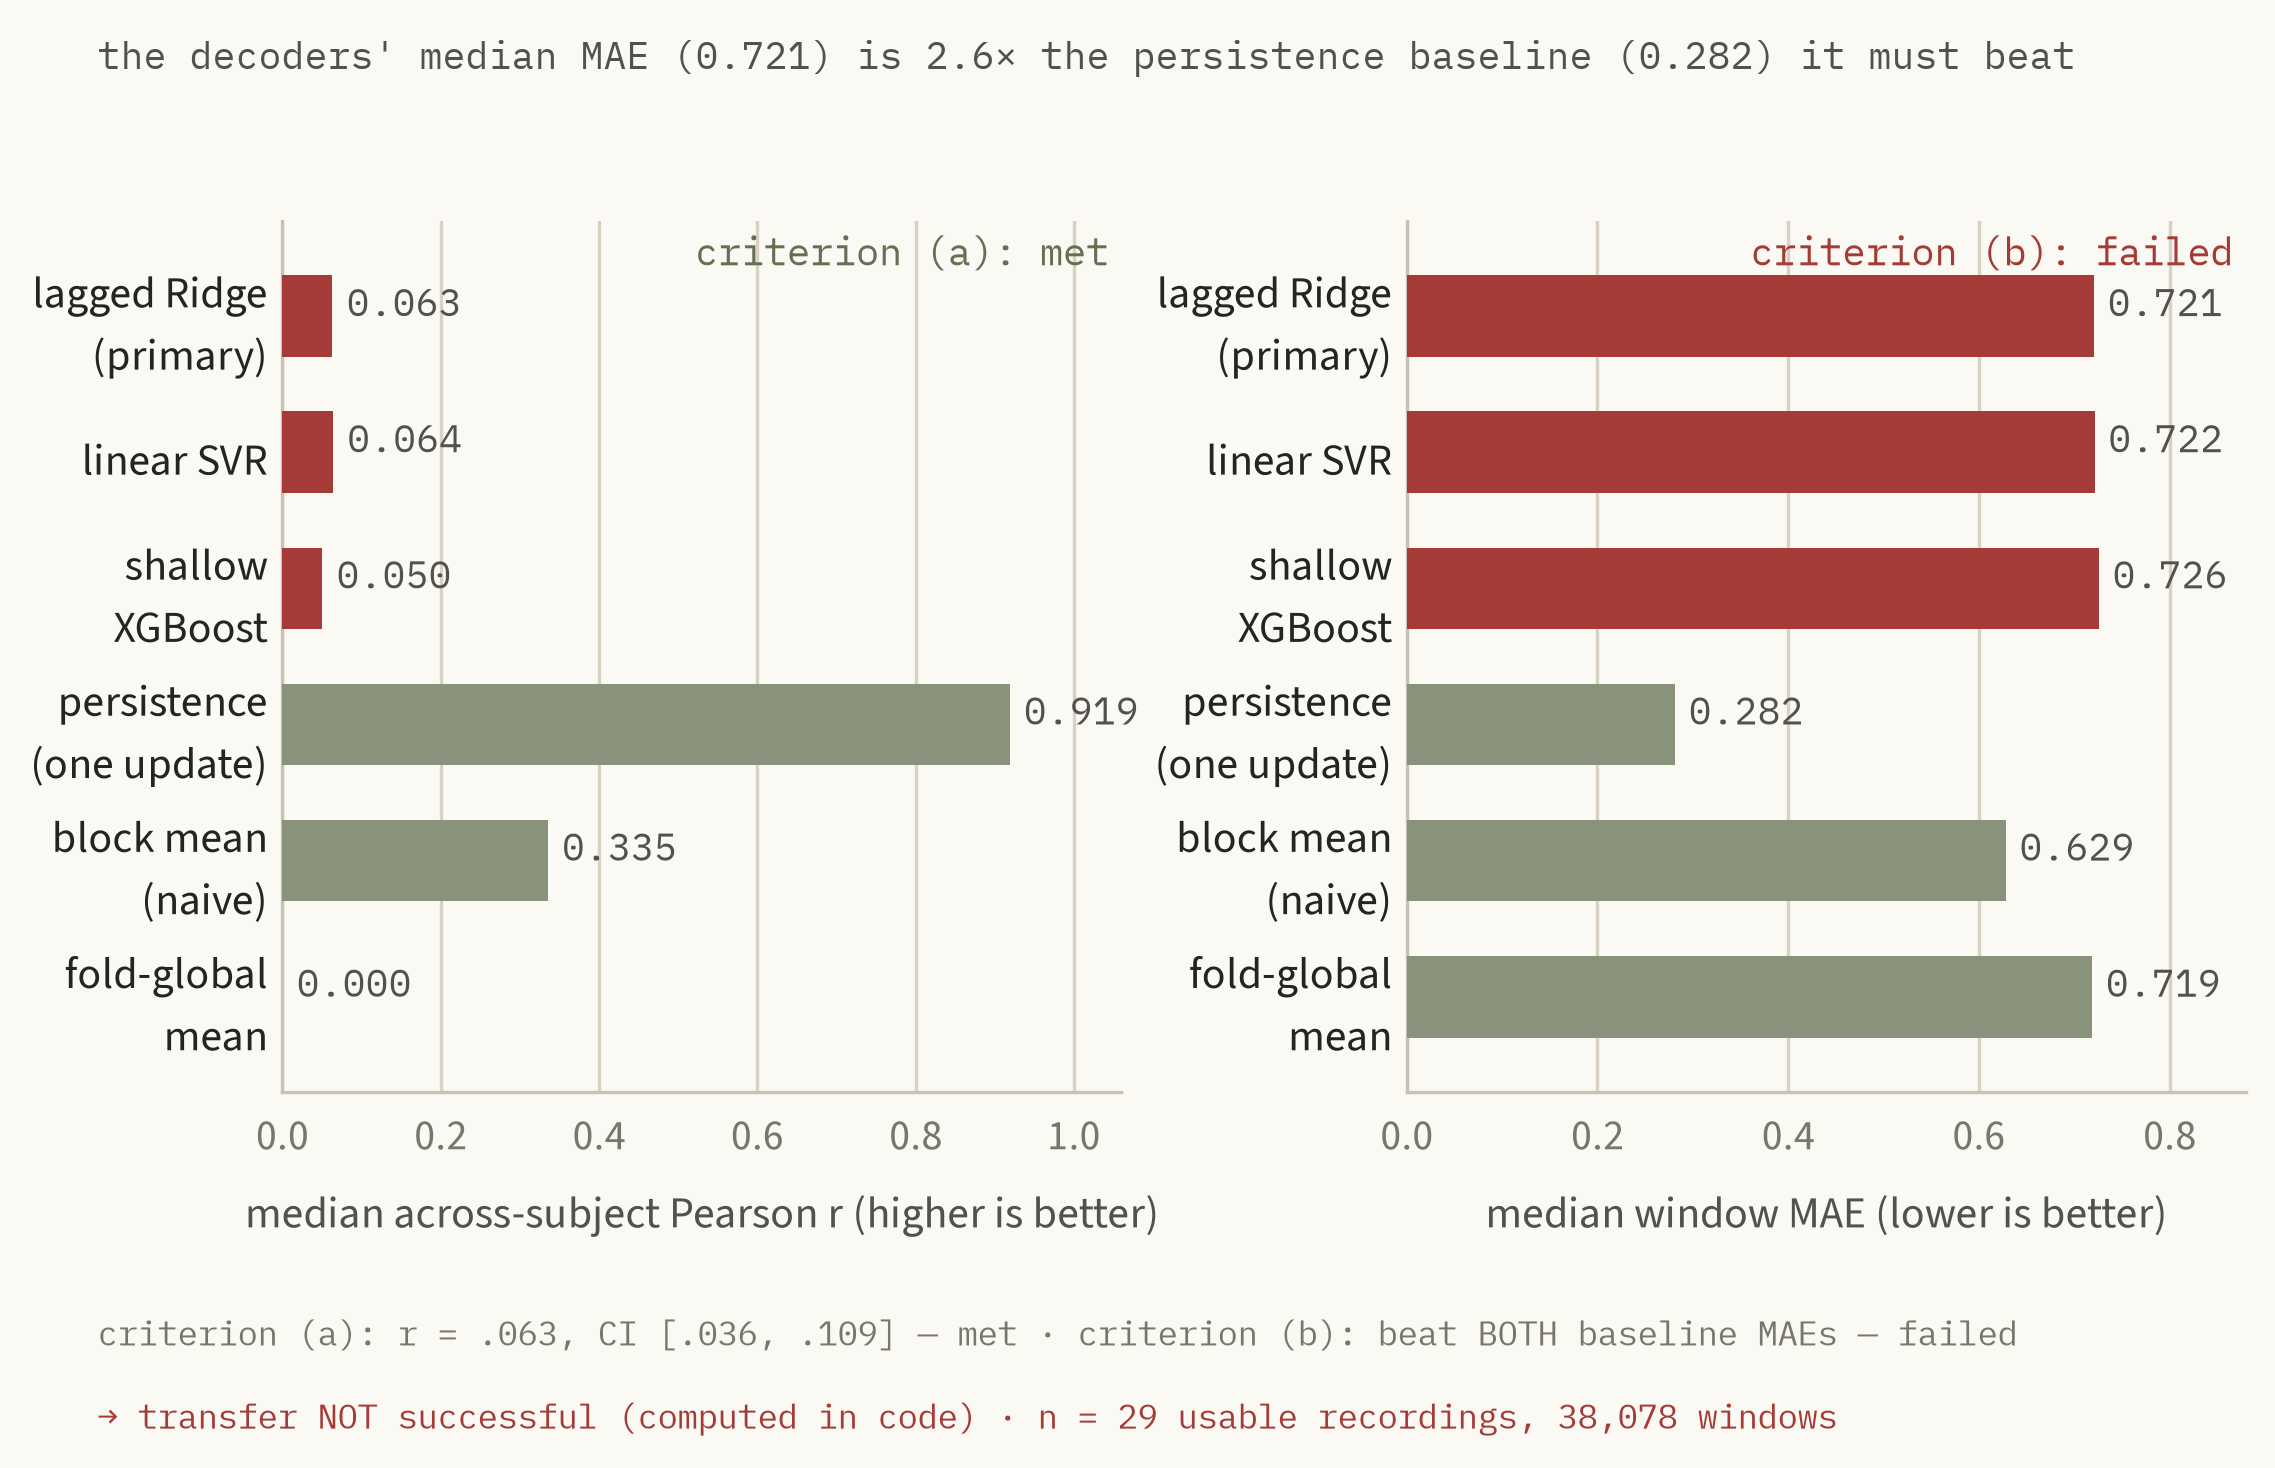 the decoders' median MAE (0.721) is 2.6× the persistence baseline (0.282) it must beat
criterion (a): met
lagged Ridge
(primary)
0.063
linear SVR
0.064
shallow
XGBoost
0.050
persistence
(one update)
0.919
block mean
(naive)
0.335
fold-global
mean
0.000
0.0 0.2 0.4 0.6 0.8 1.0
median across-subject Pearson r (higher is better)
criterion (b): failed
lagged Ridge
(primary)
0.721
linear SVR
0.722
shallow
XGBoost
0.726
persistence
(one update)
0.282
block mean
(naive)
0.629
fold-global
mean
0.719
0.0 0.2 0.4 0.6 0.8
median window MAE (lower is better)
criterion (a): r = .063, CI [.036, .109] — met · criterion (b): beat BOTH baseline MAEs — failed
→ transfer NOT successful (computed in code) · n = 29 usable recordings, 38,078 windows